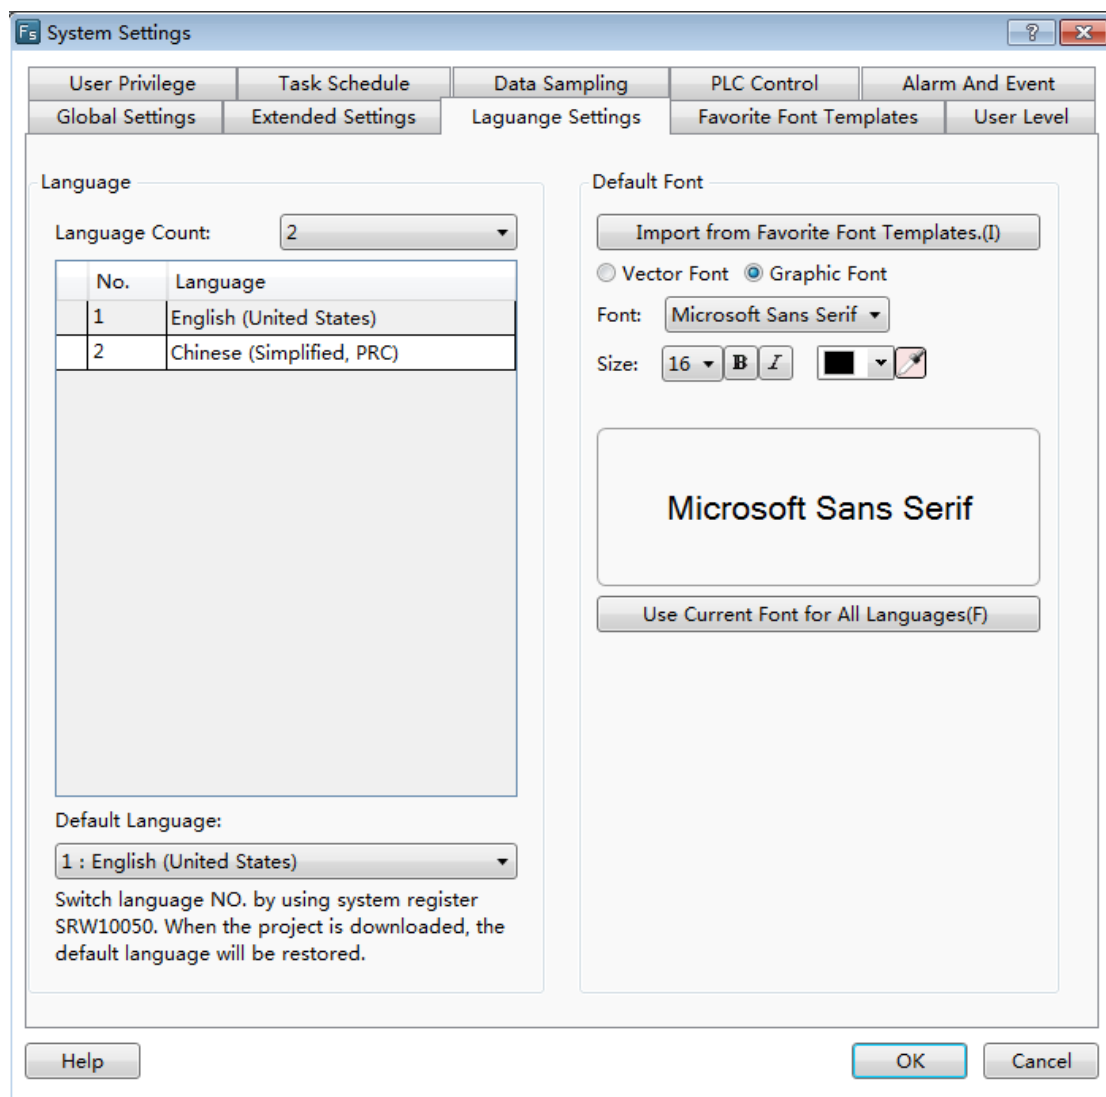 Fs System Settings
User Privilege Task Schedule Data Sampling PLC Control Alarm And Event
Global Settings Extended Settings Laguange Settings Favorite Font Templates User Level
Language
Language Count: 2
No. Language
1 English (United States)
2 Chinese (Simplified, PRC)
Default Language:
1 : English (United States)
Switch language NO. by using system register
SRW10050. When the project is downloaded, the
default language will be restored.
Default Font
Import from Favorite Font Templates.(I)
Vector Font Graphic Font
Font: Microsoft Sans Serif
Size: 16 B I
Microsoft Sans Serif
Use Current Font for All Languages(F)
Help OK Cancel